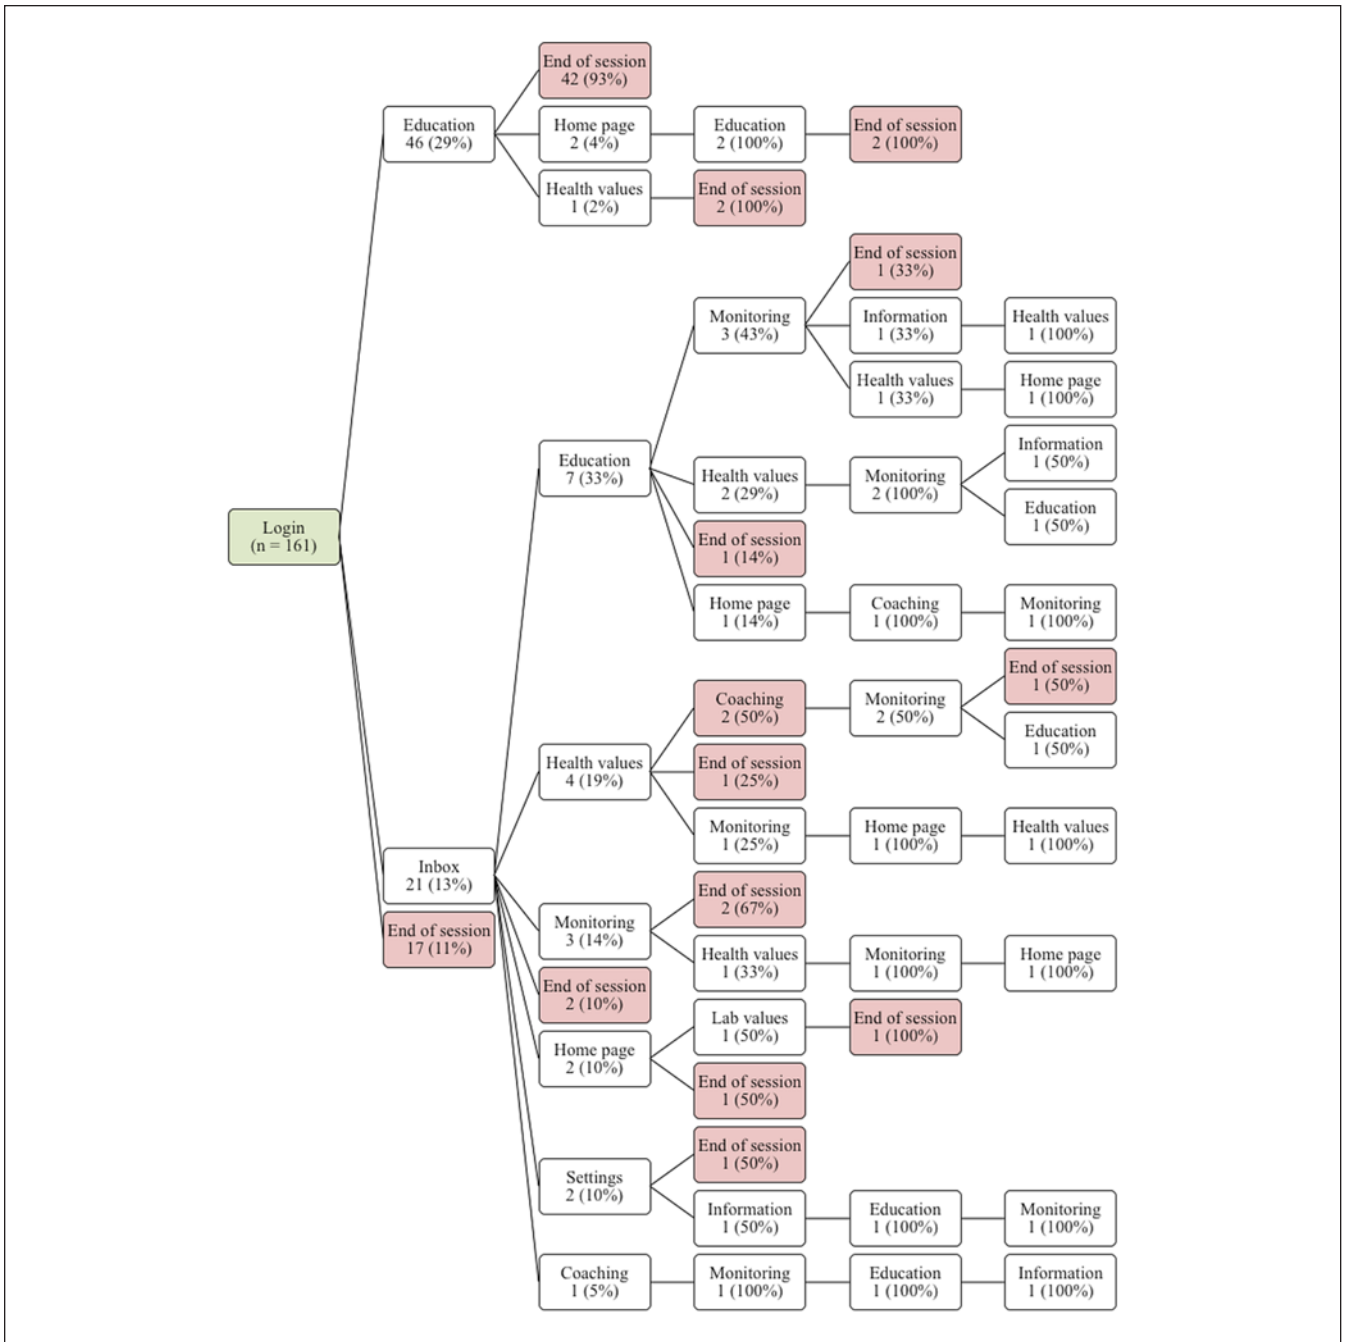 End of session
42 (93%)
Education
46 (29%)
Home page
2 (4%)
Education
2 (100%)
End of session
2 (100%)
Health values
1 (2%)
End of session
2 (100%)
Login
(n = 161)
Inbox
21 (13%)
End of session
17 (11%)
Education
7 (33%)
Monitoring
3 (43%)
End of session
1 (33%)
Information
1 (33%)
Health values
1 (100%)
Health values
1 (33%)
Home page
1 (100%)
Health values
2 (29%)
Monitoring
2 (100%)
Information
1 (50%)
Education
1 (50%)
End of session
1 (14%)
Home page
1 (14%)
Coaching
1 (100%)
Monitoring
1 (100%)
Health values
4 (19%)
Coaching
2 (50%)
Monitoring
2 (50%)
End of session
1 (50%)
Education
1 (50%)
End of session
1 (25%)
Monitoring
1 (25%)
Home page
1 (100%)
Health values
1 (100%)
Monitoring
3 (14%)
End of session
2 (67%)
Health values
1 (33%)
Monitoring
1 (100%)
Home page
1 (100%)
End of session
2 (10%)
Home page
2 (10%)
Lab values
1 (50%)
End of session
1 (100%)
End of session
1 (50%)
Settings
2 (10%)
End of session
1 (50%)
Information
1 (50%)
Education
1 (100%)
Monitoring
1 (100%)
Coaching
1 (5%)
Monitoring
1 (100%)
Education
1 (100%)
Information
1 (100%)